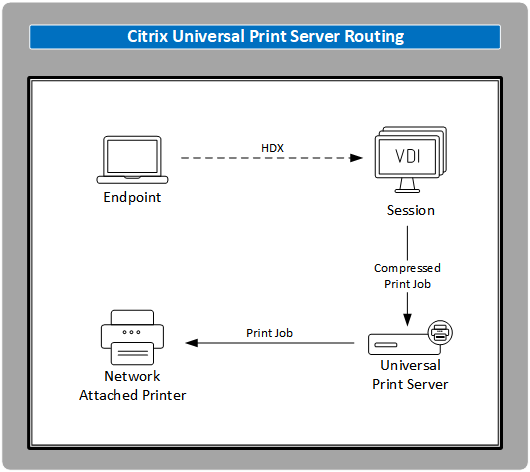 Citrix Universal Print Server Routing
HDX
VDI
Endpoint
Session
Compressed
Print Job
Print Job
Network
Attached Printer
Universal
Print Server